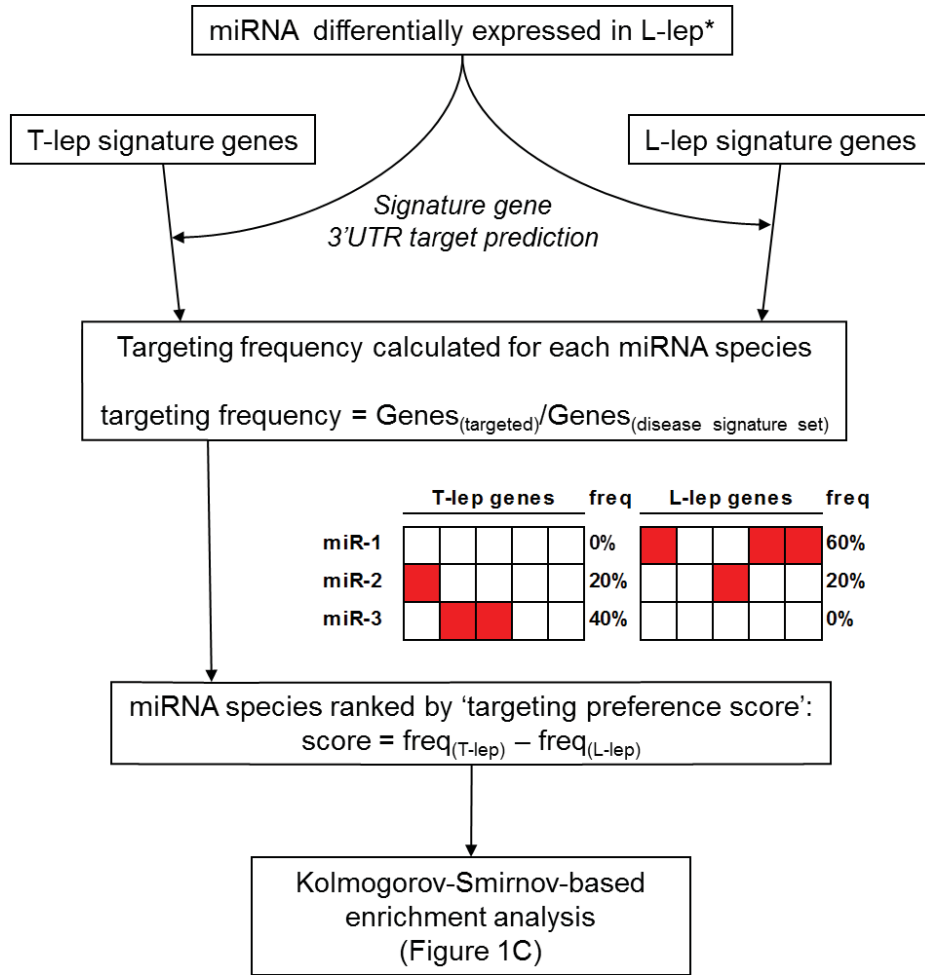 miRNA differentially expressed in L-lep*
T-lep signature genes
L-lep signature genes
Signature gene
3'UTR target prediction
Targeting frequency calculated for each miRNA species
targeting frequency = Genes(targeted)/Genes(disease signature set)
T-lep genes freq L-lep genes freq
miR-1 0% 60%
miR-2 20% 20%
miR-3 40% 0%
miRNA species ranked by ‘targeting preference score’:
score = freq(T-lep) – freq(L-lep)
Kolmogorov-Smirnov-based
enrichment analysis
(Figure 1C)